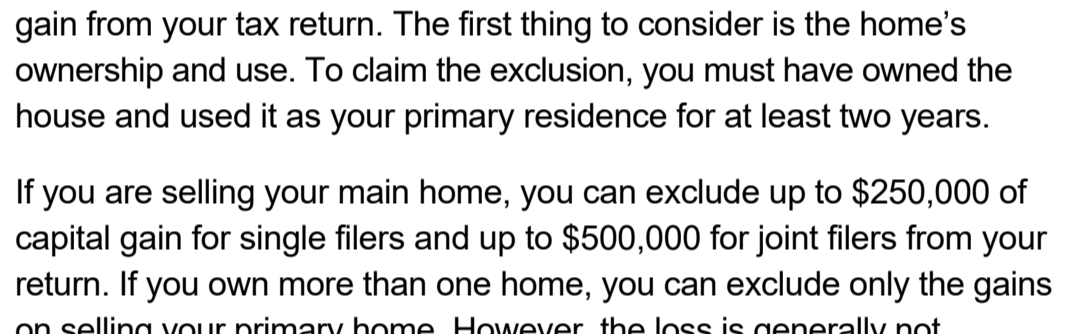 gain from your tax return. The first thing to consider is the home’s
ownership and use. To claim the exclusion, you must have owned the
house and used it as your primary residence for at least two years.
If you are selling your main home, you can exclude up to $250,000 of
capital gain for single filers and up to $500,000 for joint filers from your
return. If you own more than one home, you can exclude only the gains
on selling your primary home. However, the loss is generally not